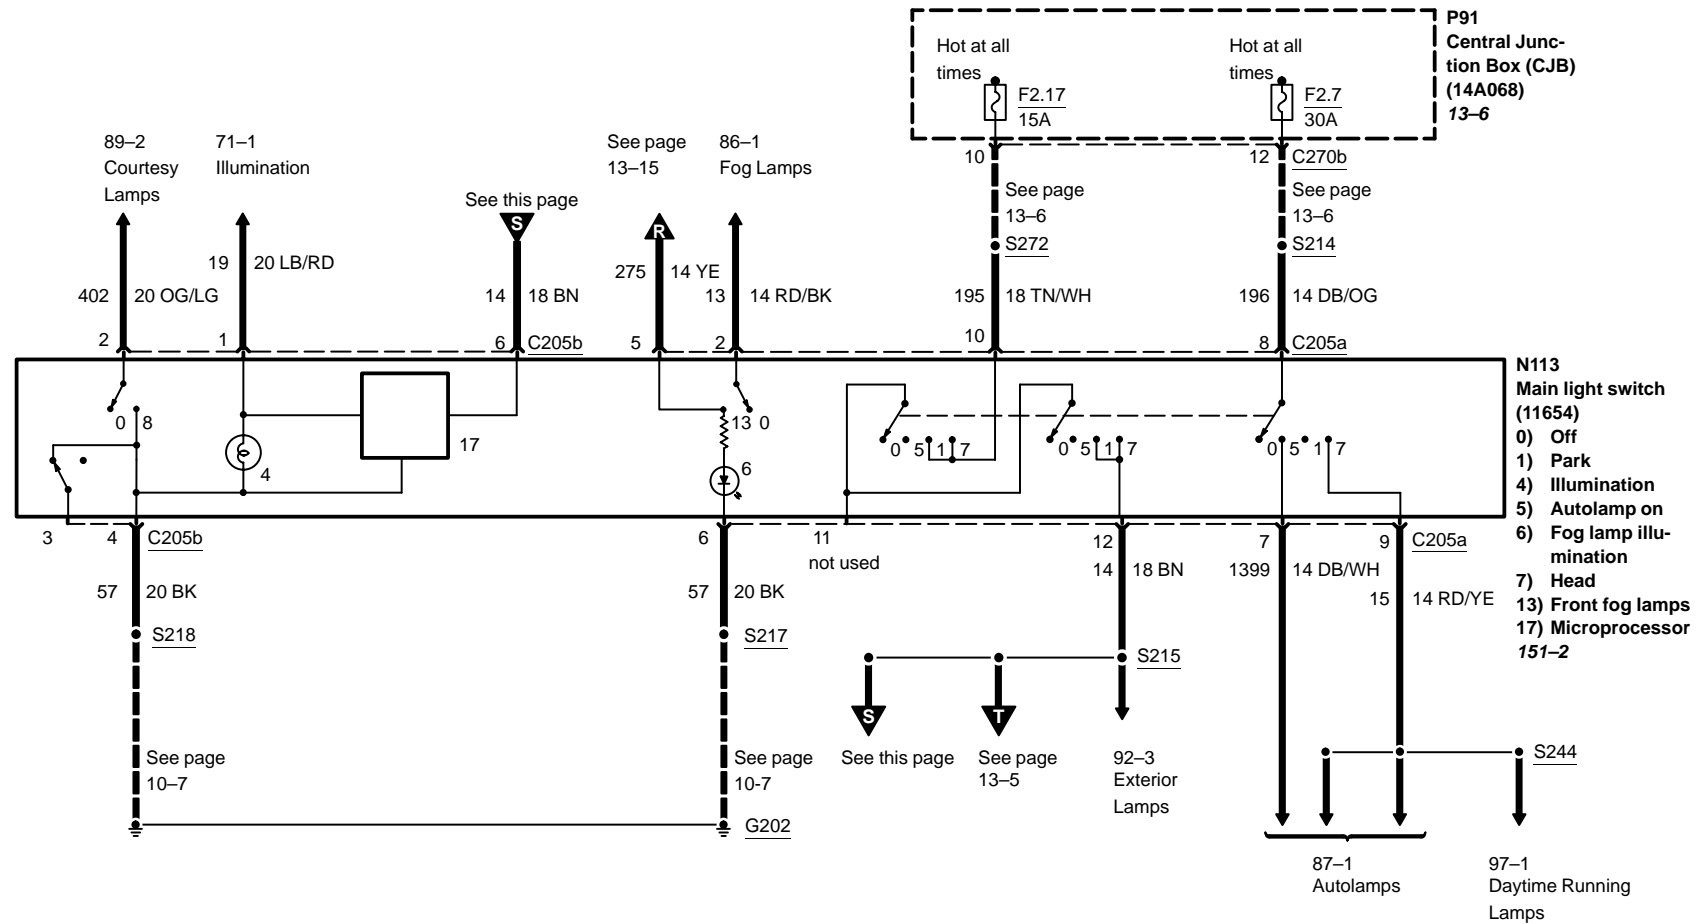 P91
Central Junc-
tion Box (CJB)
(14A068)
13–6
Hot at all
times
F2.17
15A
Hot at all
times
F2.7
30A
89–2
Courtesy
Lamps
71–1
Illumination
See this page
S
See page
13–15
R
86–1
Fog Lamps
10
12
C270b
See page
13–6
See page
13–6
S272
S214
402
20 OG/LG
19
20 LB/RD
14
18 BN
275
14 YE
13
14 RD/BK
195
18 TN/WH
196
14 DB/OG
2
1
6
C205b
5
2
10
8
C205a
N113
Main light switch
(11654)
0) Off
1) Park
4) Illumination
5) Autolamp on
6) Fog lamp illu-
mination
7) Head
13) Front fog lamps
17) Microprocessor
151–2
0
8
4
17
13
0
6
0
5
1
7
0
5
1
7
0
5
1
7
3
4
C205b
6
11
not used
12
7
9
C205a
57
20 BK
57
20 BK
14
18 BN
1399
14 DB/WH
15
14 RD/YE
S218
S217
S215
S
T
See page
10–7
See page
10-7
See this page
See page
13–5
92–3
Exterior
Lamps
S244
G202
87–1
Autolamps
97–1
Daytime Running
Lamps